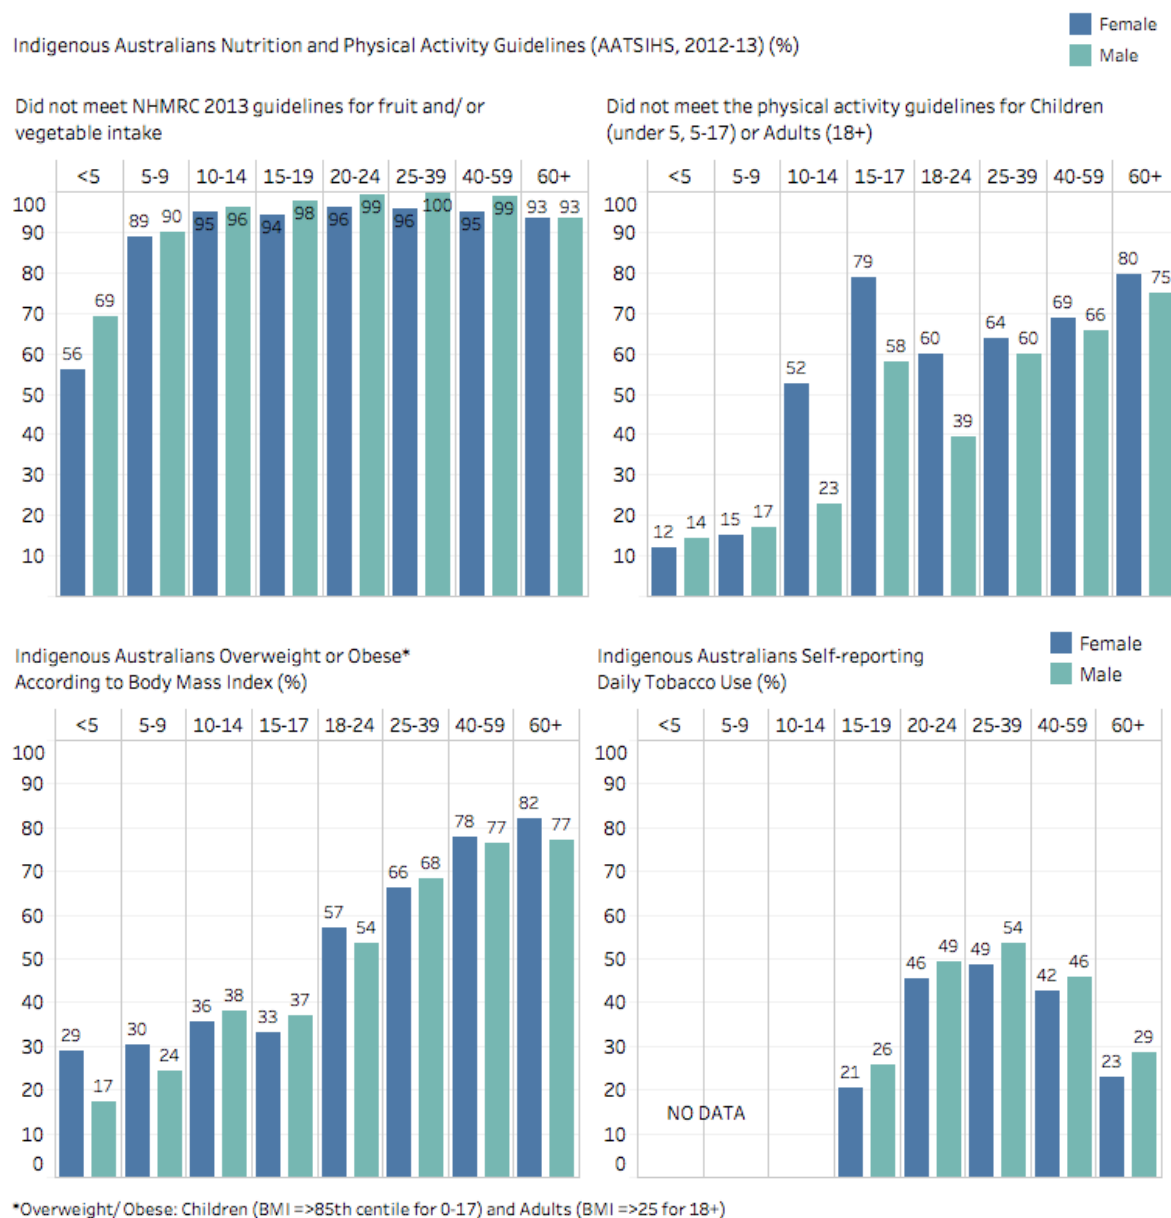 Female
Indigenous Australians Nutrition and Physical Activity Guidelines (AATSIHS, 2012-13) (%)
Male
Did not meet NHMRC 2013 guidelines for fruit and/ or
vegetable intake
<5 5-9 10-14 15-19 20-24 25-39 40-59 60+
100
90
80
70
60
50
40
30
20
10
56 69 89 90 95 96 94 98 96 99 96 100 95 99 93 93
Did not meet the physical activity guidelines for Children
(under 5, 5-17) or Adults (18+)
<5 5-9 10-14 15-17 18-24 25-39 40-59 60+
100
90
80
70
60
50
40
30
20
10
12 14 15 17 52 23 79 58 60 39 64 60 69 66 80 75
Indigenous Australians Overweight or Obese*
According to Body Mass Index (%)
<5 5-9 10-14 15-17 18-24 25-39 40-59 60+
100
90
80
70
60
50
40
30
20
10
0
29 17 30 24 36 38 33 37 57 54 66 68 78 77 82 77
Indigenous Australians Self-reporting
Daily Tobacco Use (%)
Female
Male
<5 5-9 10-14 15-19 20-24 25-39 40-59 60+
100
90
80
70
60
50
40
30
20
10
0
NO DATA
21 26 46 49 49 54 42 46 23 29
*Overweight/ Obese: Children (BMI =>85th centile for 0-17) and Adults (BMI =>25 for 18+)